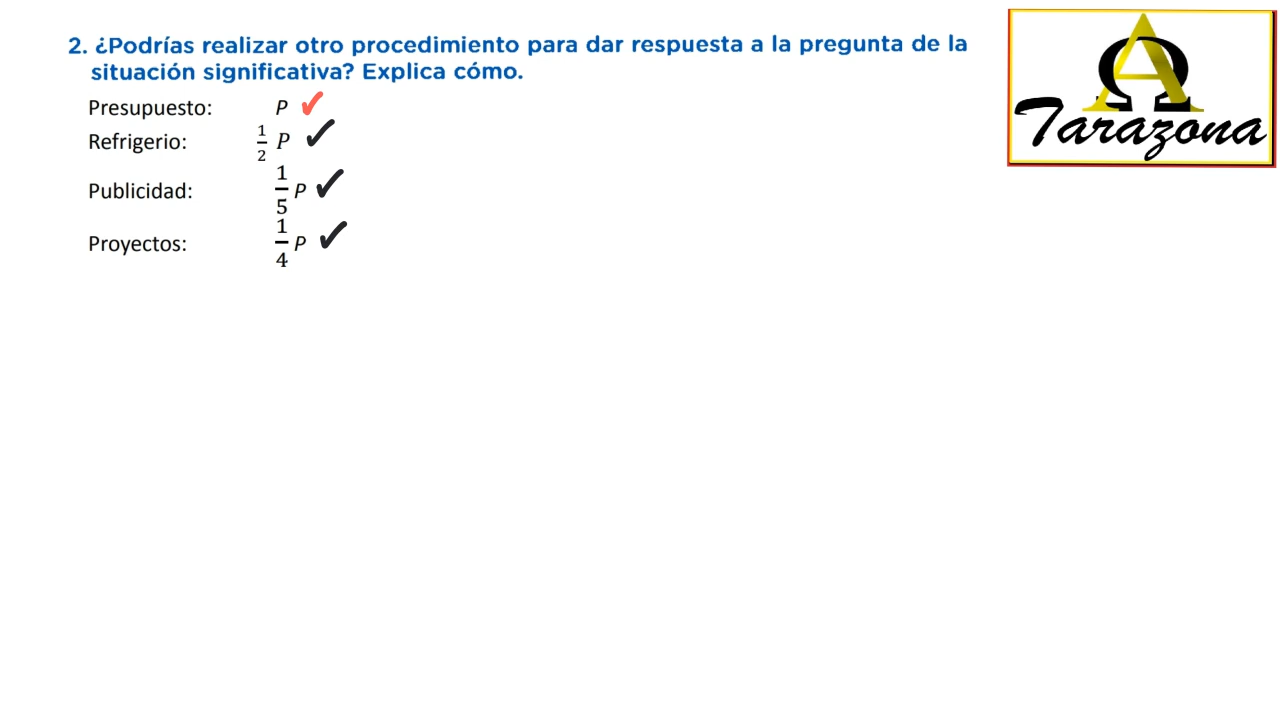 2. ¿Podrías realizar otro procedimiento para dar respuesta a la pregunta de la
situación significativa? Explica cómo.
Presupuesto: P ✓
Refrigerio: 1/2 P ✓
Publicidad: 1/5 P ✓
Proyectos: 1/4 P ✓
AΩ
Tarazona